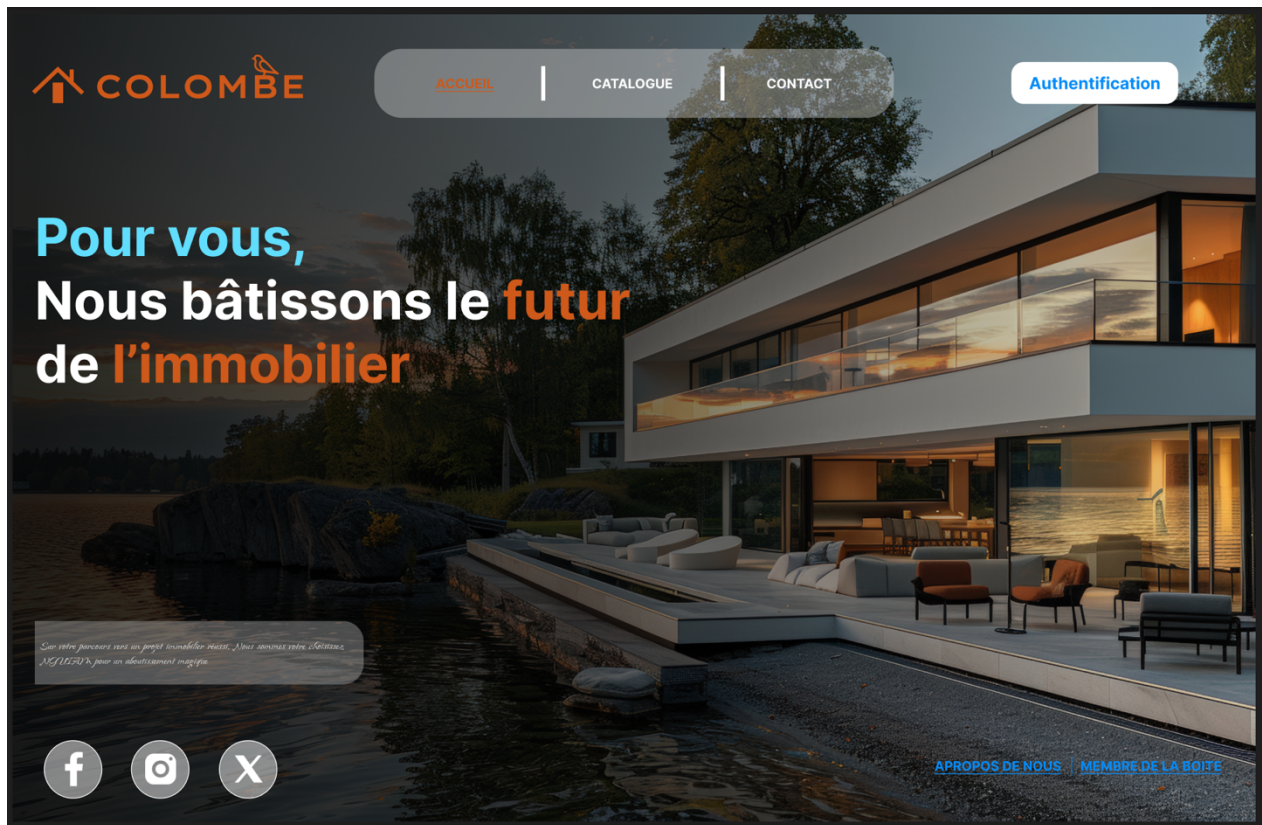 COLOMBE
ACCUEIL
CATALOGUE
CONTACT
Authentification
Pour vous,
Nous bâtissons le futur
de l’immobilier
Sur votre parcours vers un projet immobilier réussi, Nous sommes votre choisissez
pour un aboutissement magique
APROPOS DE NOUS
MEMBRE DE LA BOITE